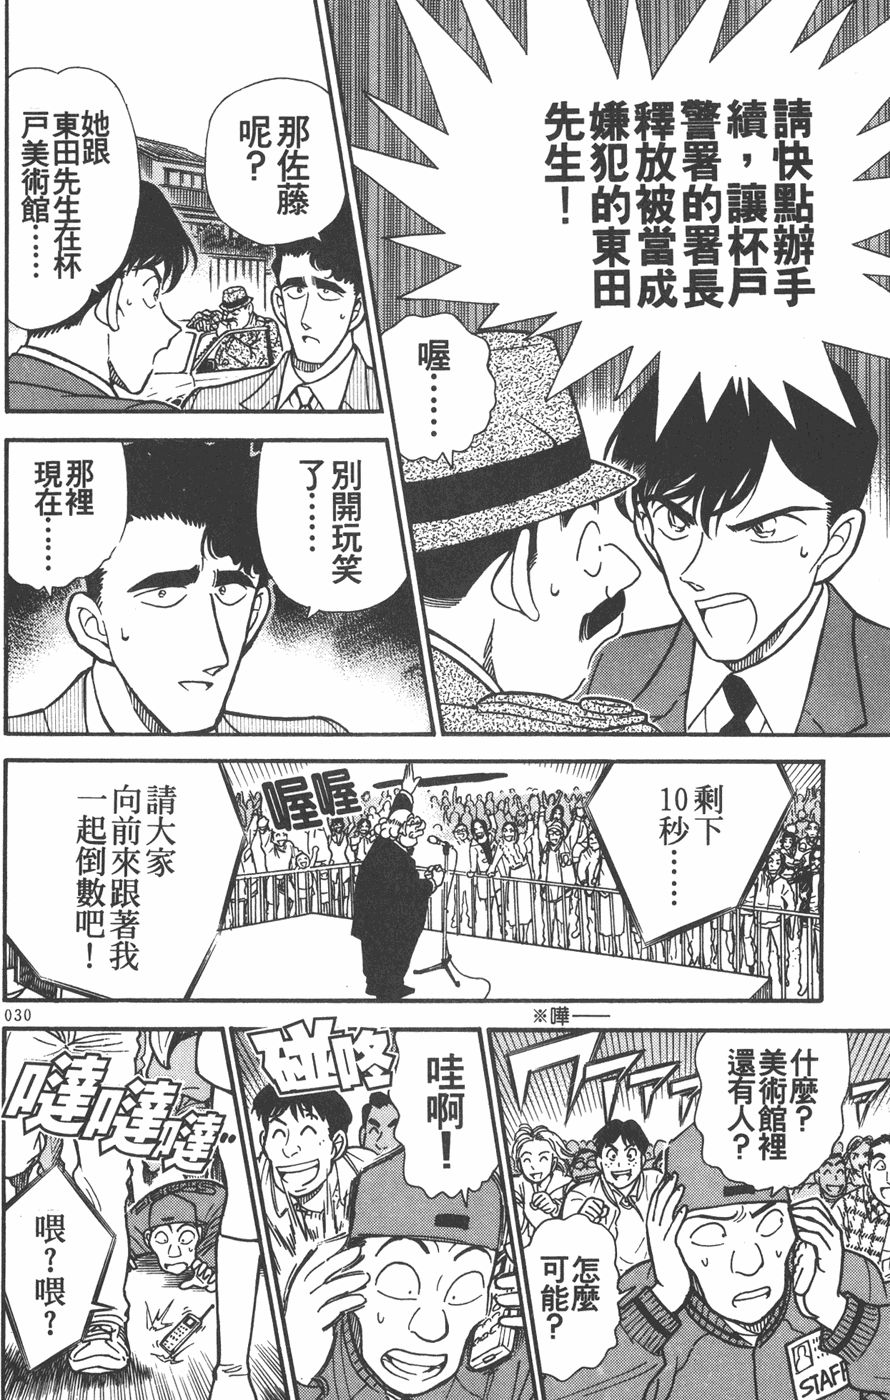 請快點辦手
續，讓杯戶
警署的署長
釋放被當成
嫌犯的東田
先生！
喔……
那佐藤
呢？
她跟
東田先生在杯
戶美術館……
別開玩笑
了……
那裡
現在……
剩下
10秒……
喔喔
請大家
向前來跟著我
一起倒數吧！
030
※嘩——
什麼？
美術館裡
還有人？
怎麼
可能？
STAFF
哇啊！
碰咚
噠噠噠
喂？喂？